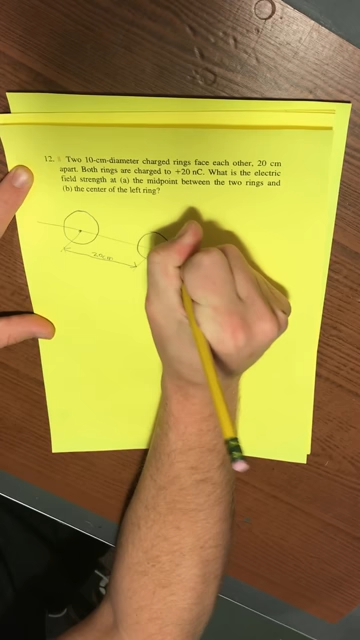 12. Two 10-cm-diameter charged rings face each other, 20 cm
apart. Both rings are charged to +20 nC. What is the electric
field strength at (a) the midpoint between the two rings and
(b) the center of the left ring?
20cm